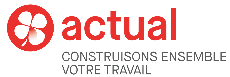 actual
CONSTRUISONS ENSEMBLE
VOTRE TRAVAIL